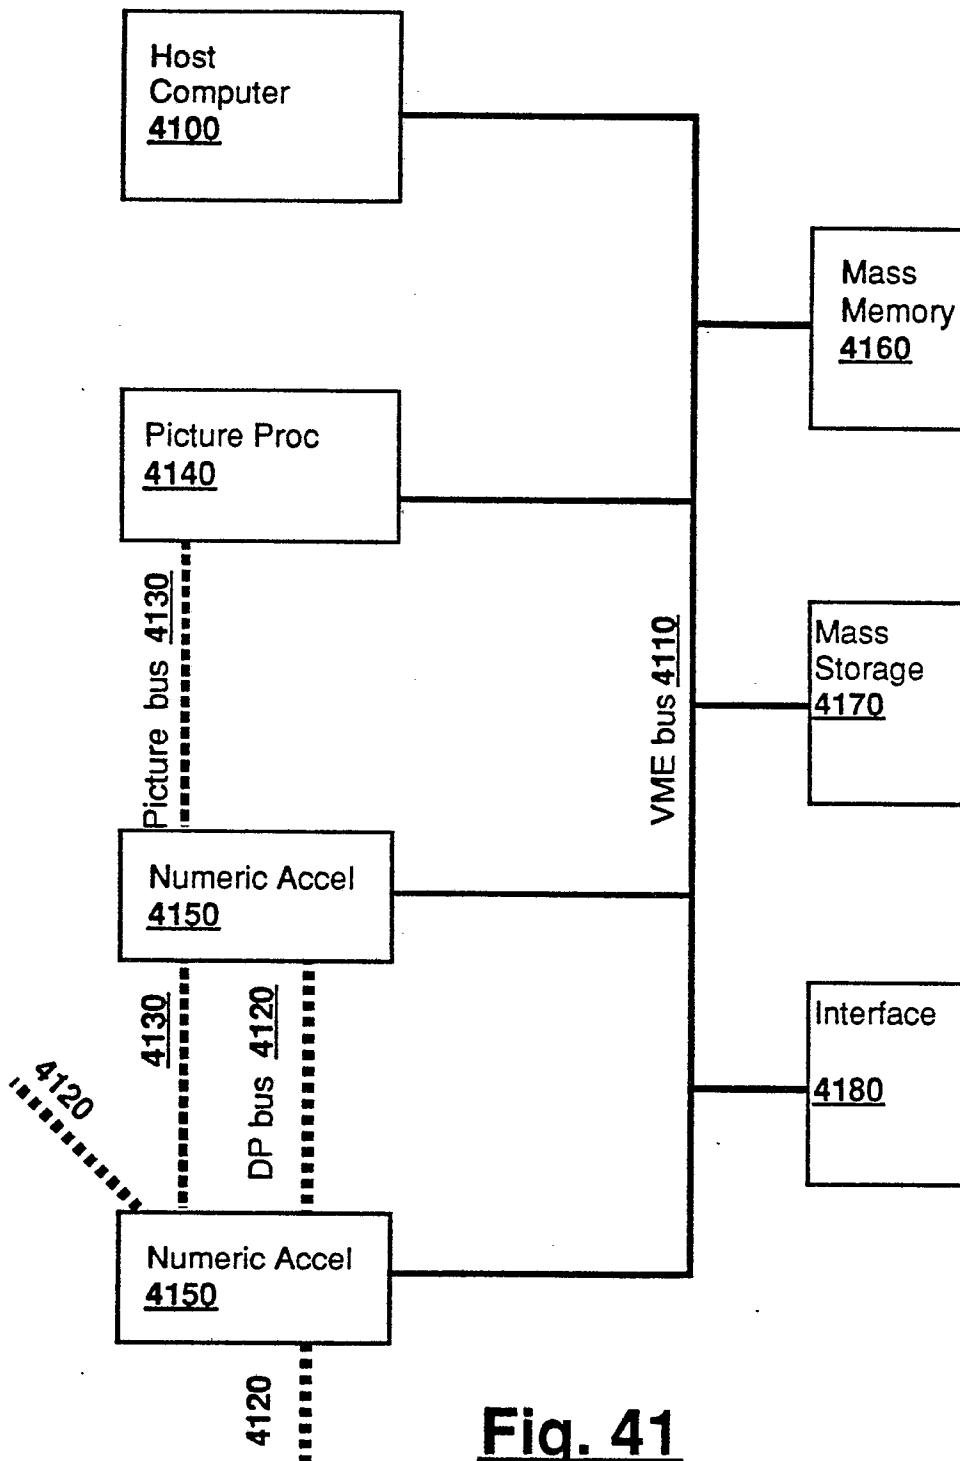 Host
Computer
4100
Mass
Memory
4160
Picture Proc
4140
Picture bus 4130
VME bus 4110
Mass
Storage
4170
Numeric Accel
4150
4130
DP bus 4120
4120
Interface
4180
Numeric Accel
4150
4120
Fig. 41